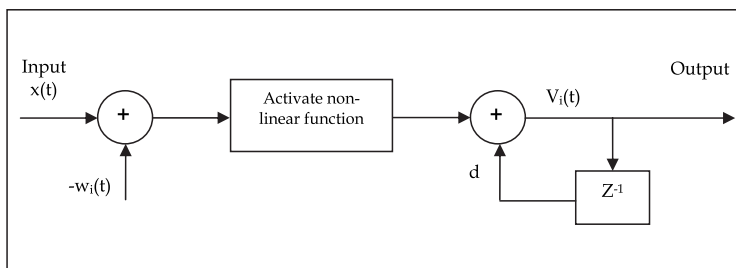 Input
x(t)
+
-wᵢ(t)
Activate non-
linear function
+
d
Vᵢ(t)
Z⁻¹
Output